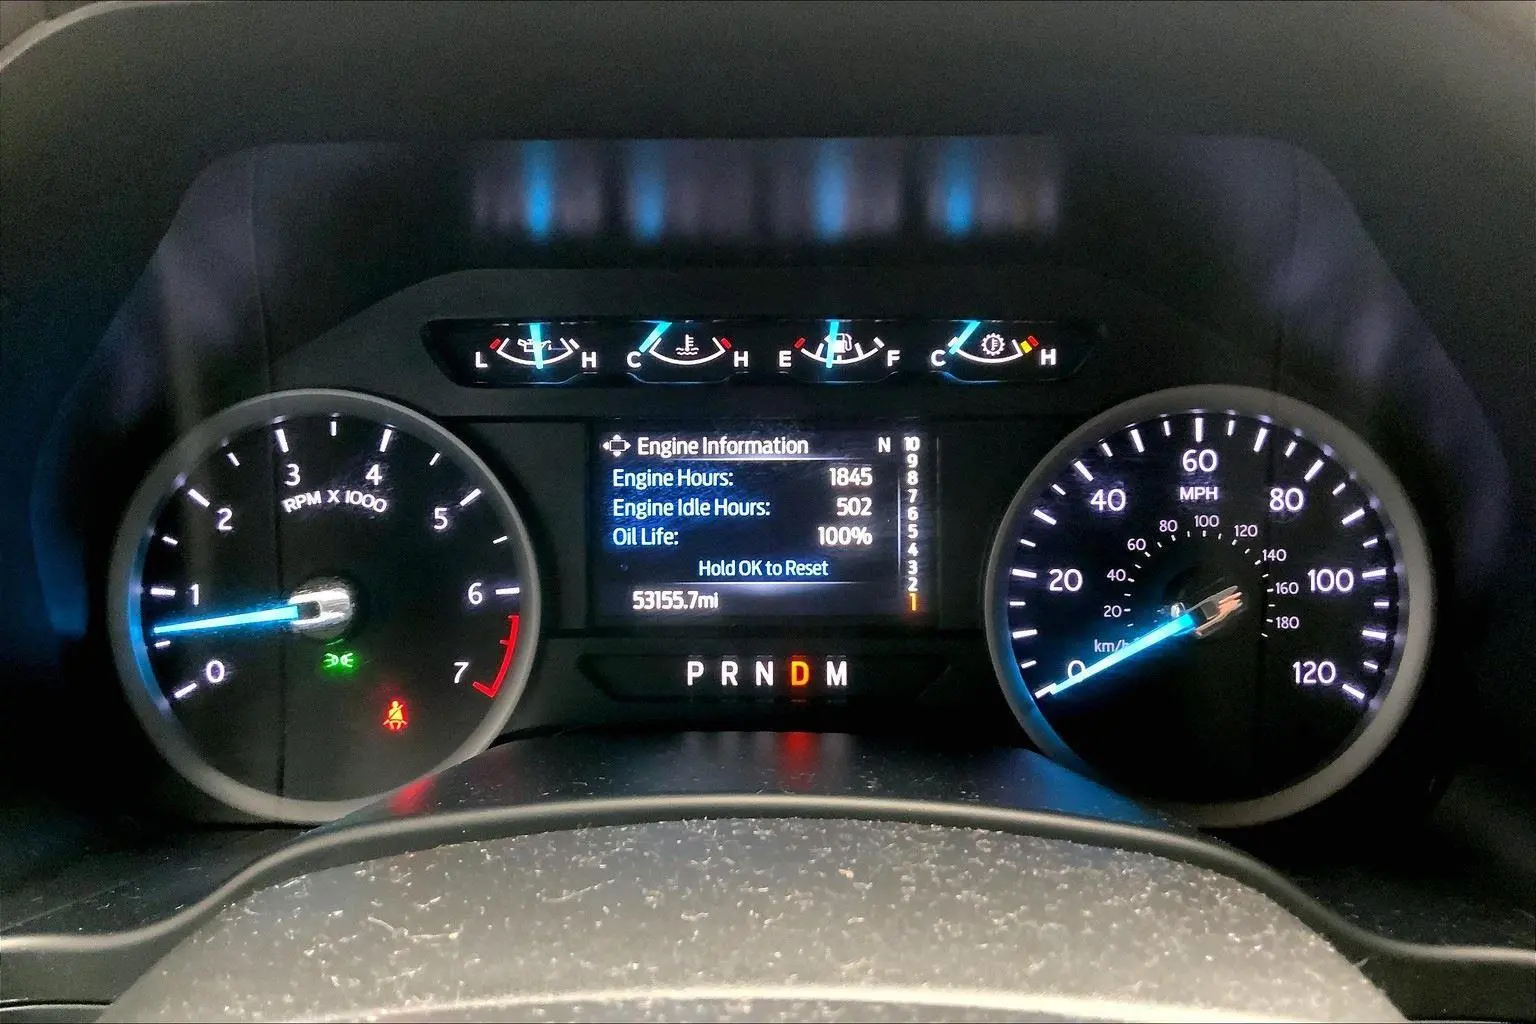 L H C H E F C H
Engine Information N
Engine Hours: 1845
Engine Idle Hours: 502
Oil Life: 100%
Hold OK to Reset
53155.7mi
10
9
8
7
6
5
4
3
2
1
P R N D M
0 1 2 3 4 5 6 7
RPM X 1000
0 20 40 60 80 100 120
MPH
20 40 60 80 100 120 140 160 180
km/h